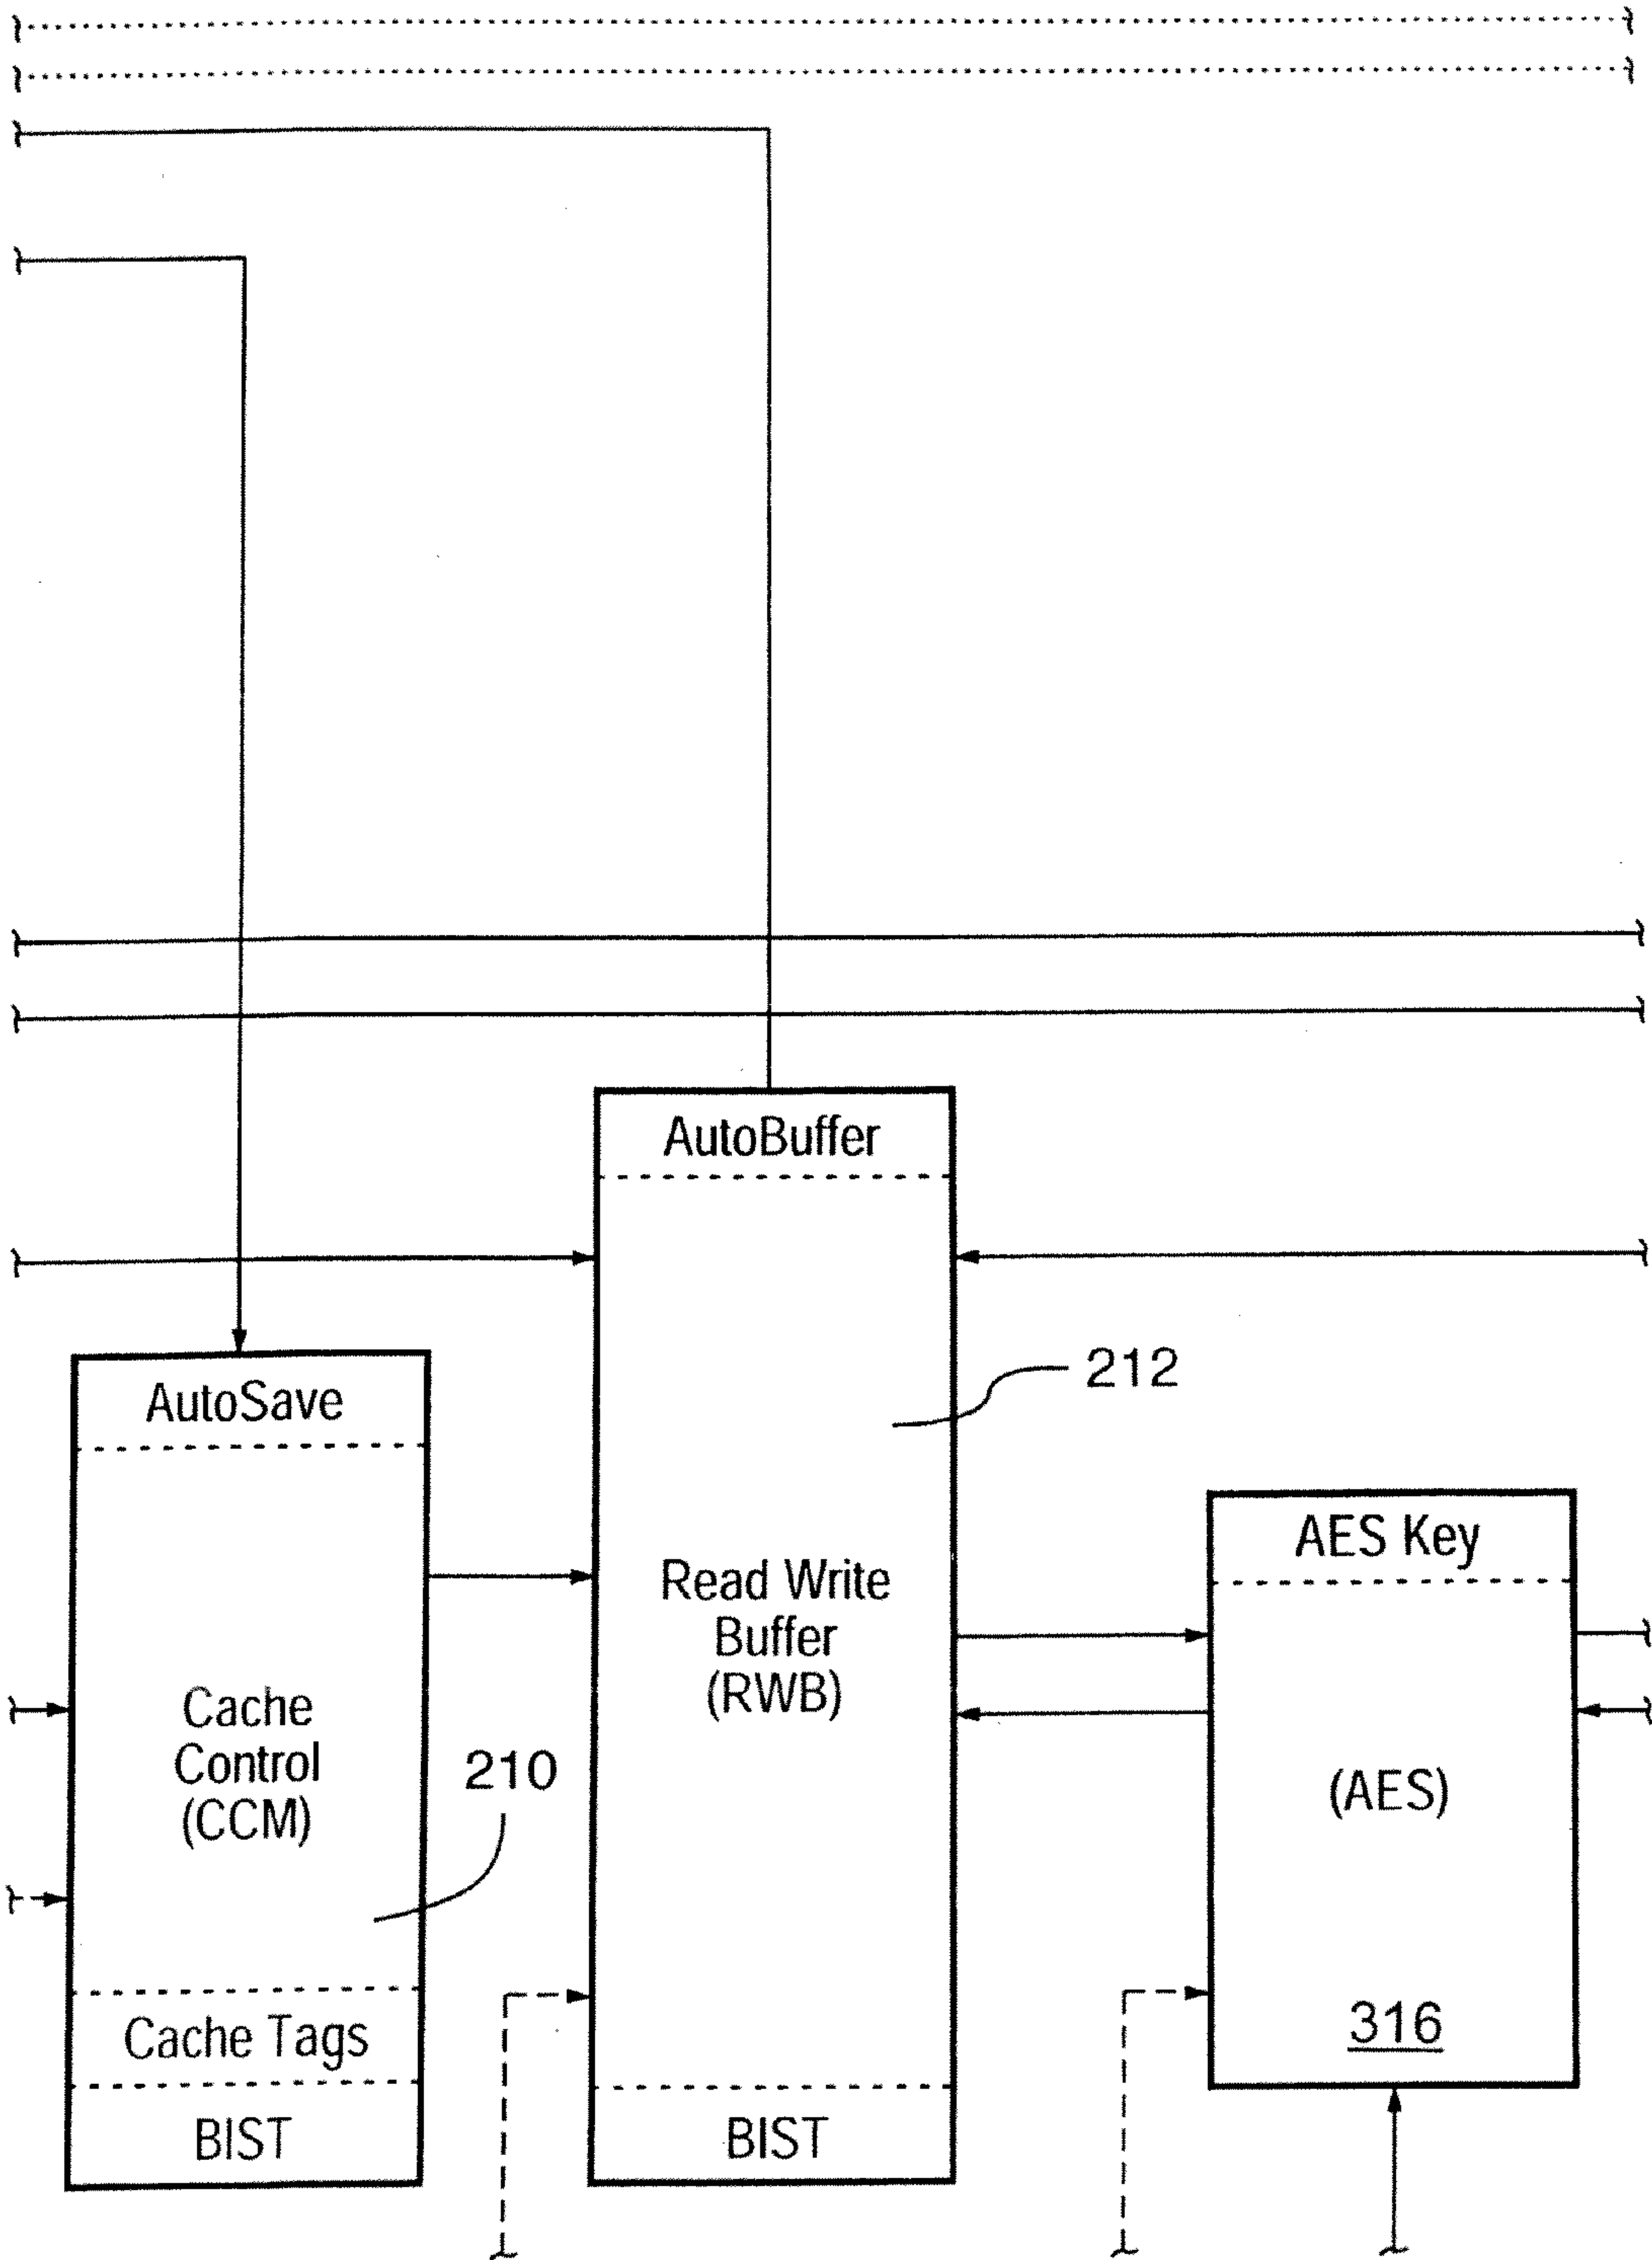 AutoBuffer
212
AutoSave
AES Key
Read Write
Buffer
(RWB)
Cache
Control
(CCM)
210
(AES)
316
Cache Tags
BIST
BIST